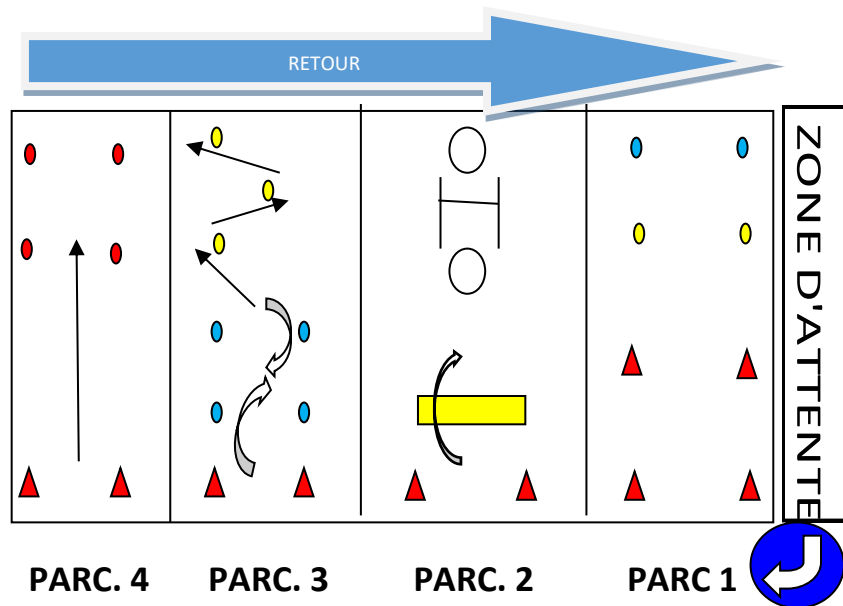 RETOUR
ZONE D'ATTENTE
PARC. 4
PARC. 3
PARC. 2
PARC 1